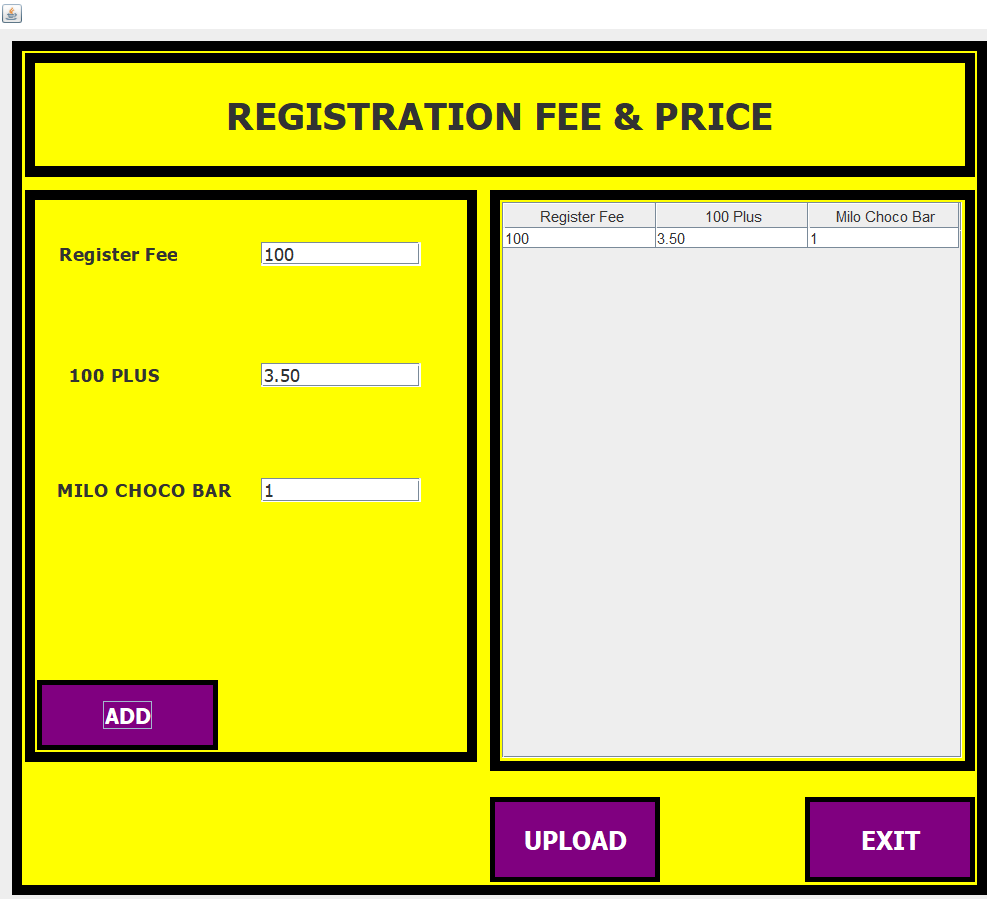 REGISTRATION FEE & PRICE
Register Fee 100
100 PLUS 3.50
MILO CHOCO BAR 1
ADD
Register Fee 100 Plus Milo Choco Bar
100 3.50 1
UPLOAD EXIT